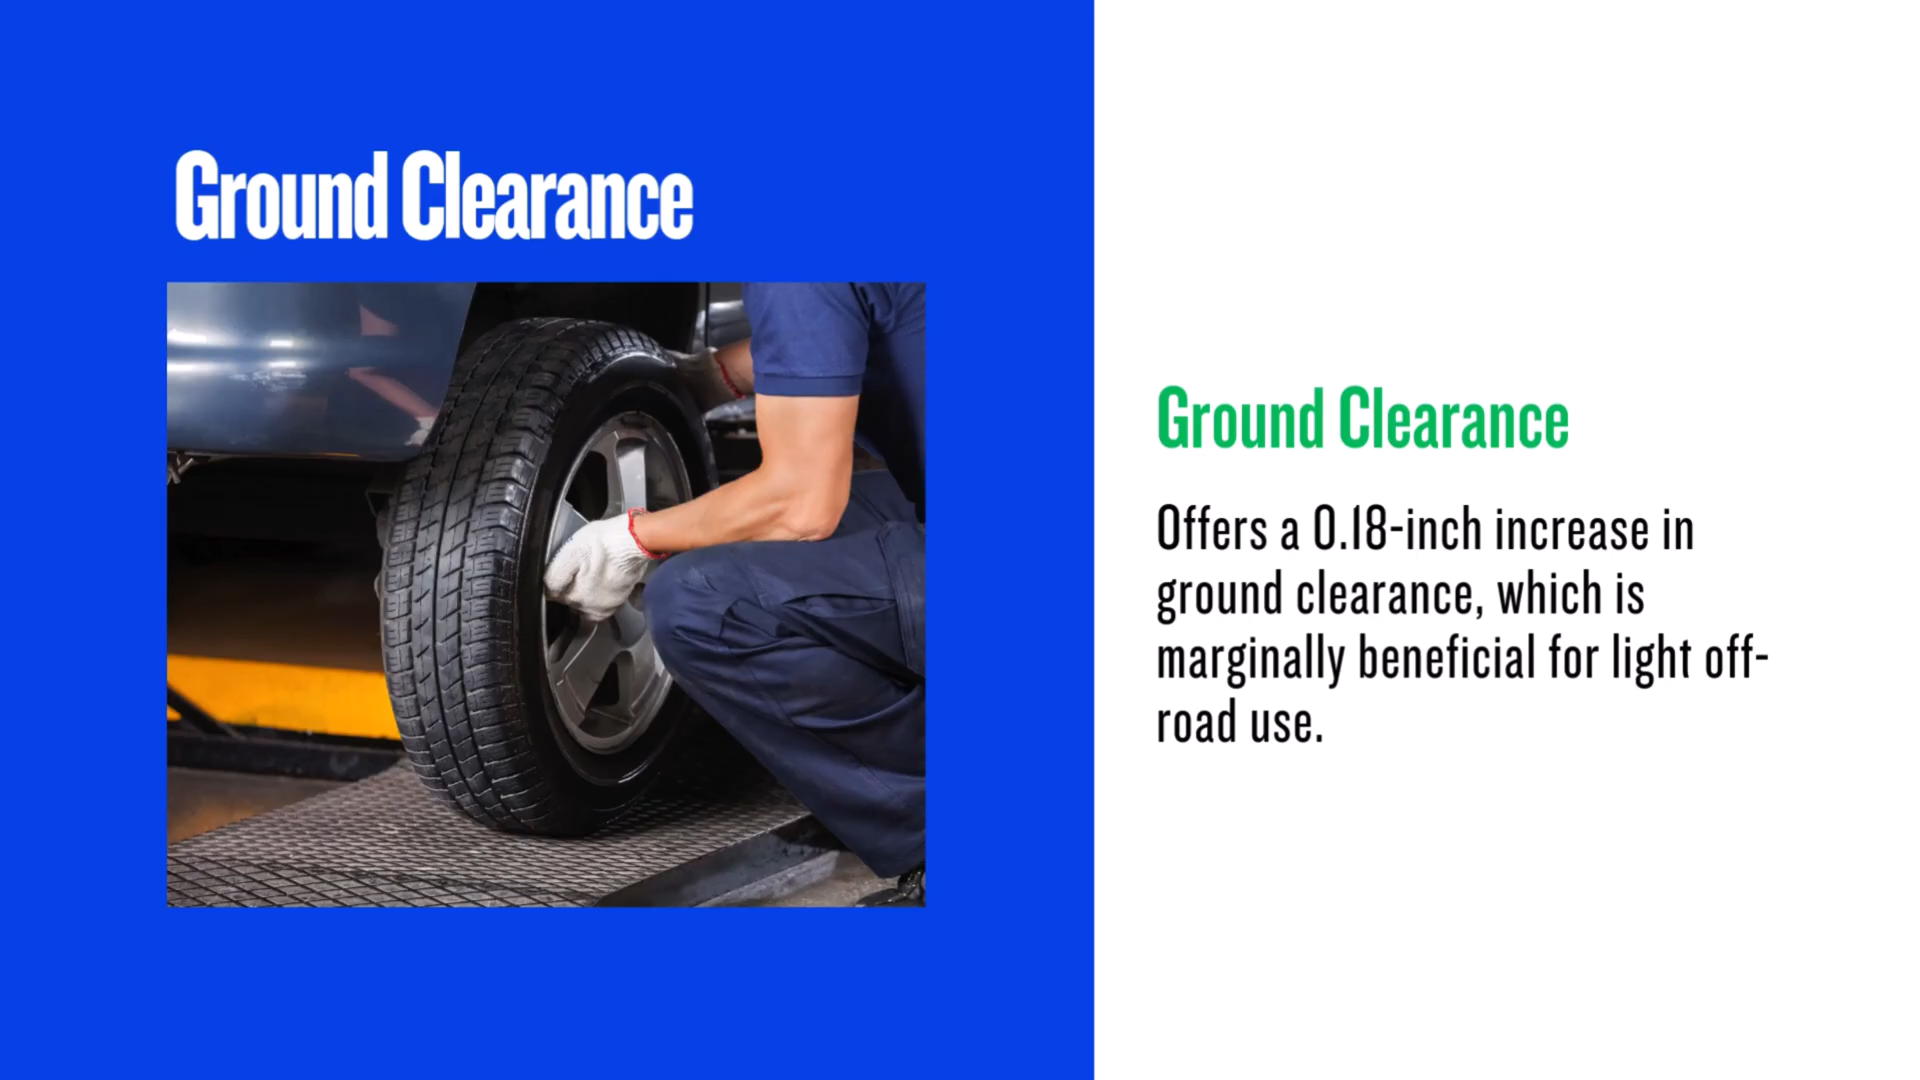 Ground Clearance
Ground Clearance
Offers a 0.18-inch increase in
ground clearance, which is
marginally beneficial for light off-
road use.